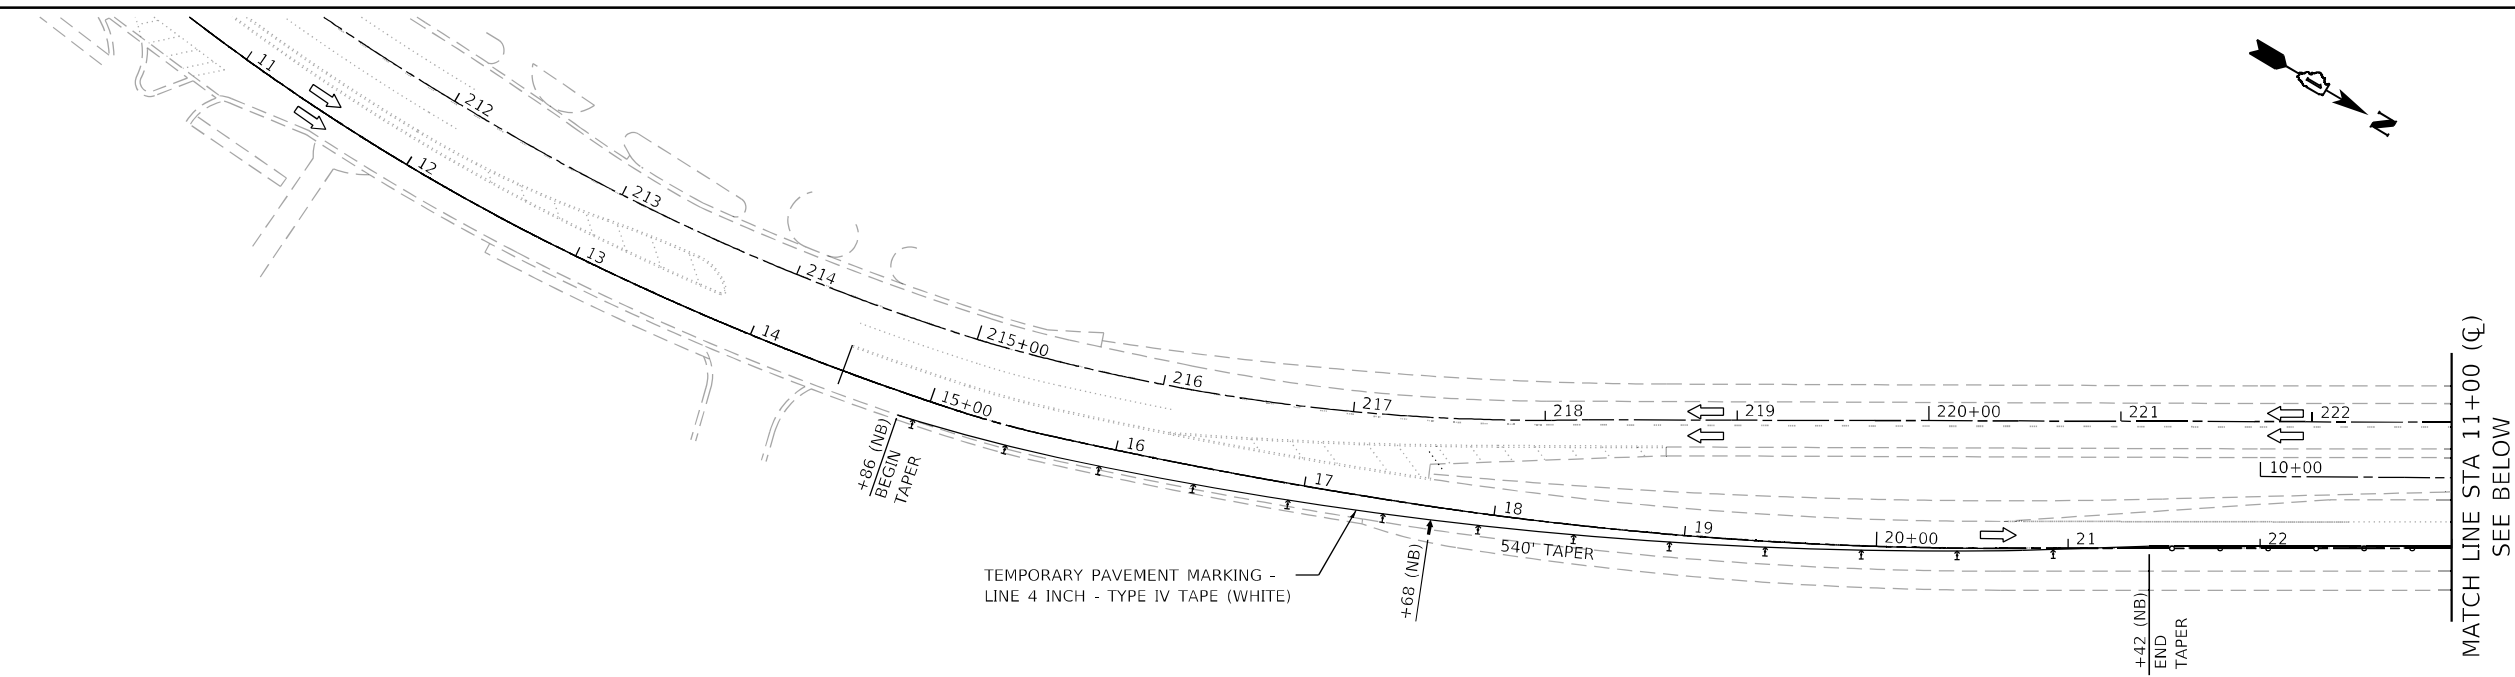 11
12
13
14
15+00
16
17
18
19
20+00
21
22
212
213
214
215+00
216
217
218
219
220+00
221
222
10+00
N
+86 (NB)
BEGIN
TAPER
TEMPORARY PAVEMENT MARKING -
LINE 4 INCH - TYPE IV TAPE (WHITE)
+68 (NB)
540' TAPER
+42 (NB)
END
TAPER
MATCH LINE STA 11+00 (℄)
SEE BELOW